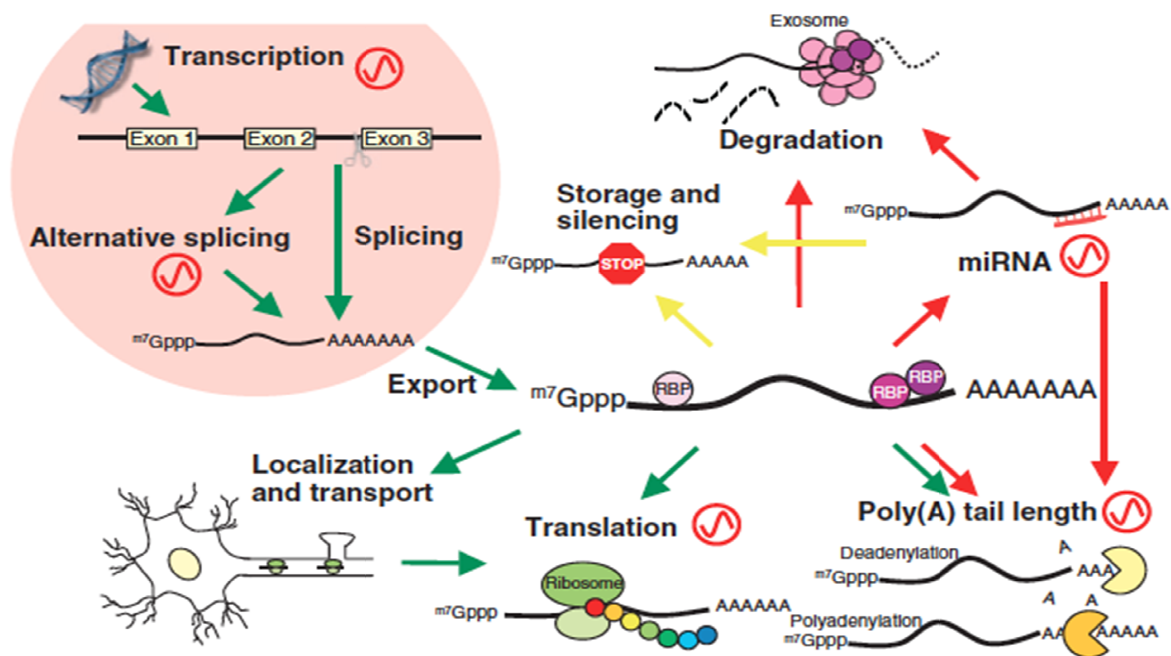 Transcription
Exon 1
Exon 2
Exon 3
Alternative splicing
Splicing
m7Gppp
AAAAAAA
Export
Exosome
Degradation
Storage and
silencing
m7Gppp
STOP
AAAAA
m7Gppp
AAAAA
miRNA
m7Gppp
RBP
RBP
RBP
AAAAAAA
Localization
and transport
Translation
Ribosome
m7Gppp
AAAAAA
Poly(A) tail length
Deadenylation
m7Gppp
AAA
A
A
A
Polyadenylation
m7Gppp
AA
AAAAA